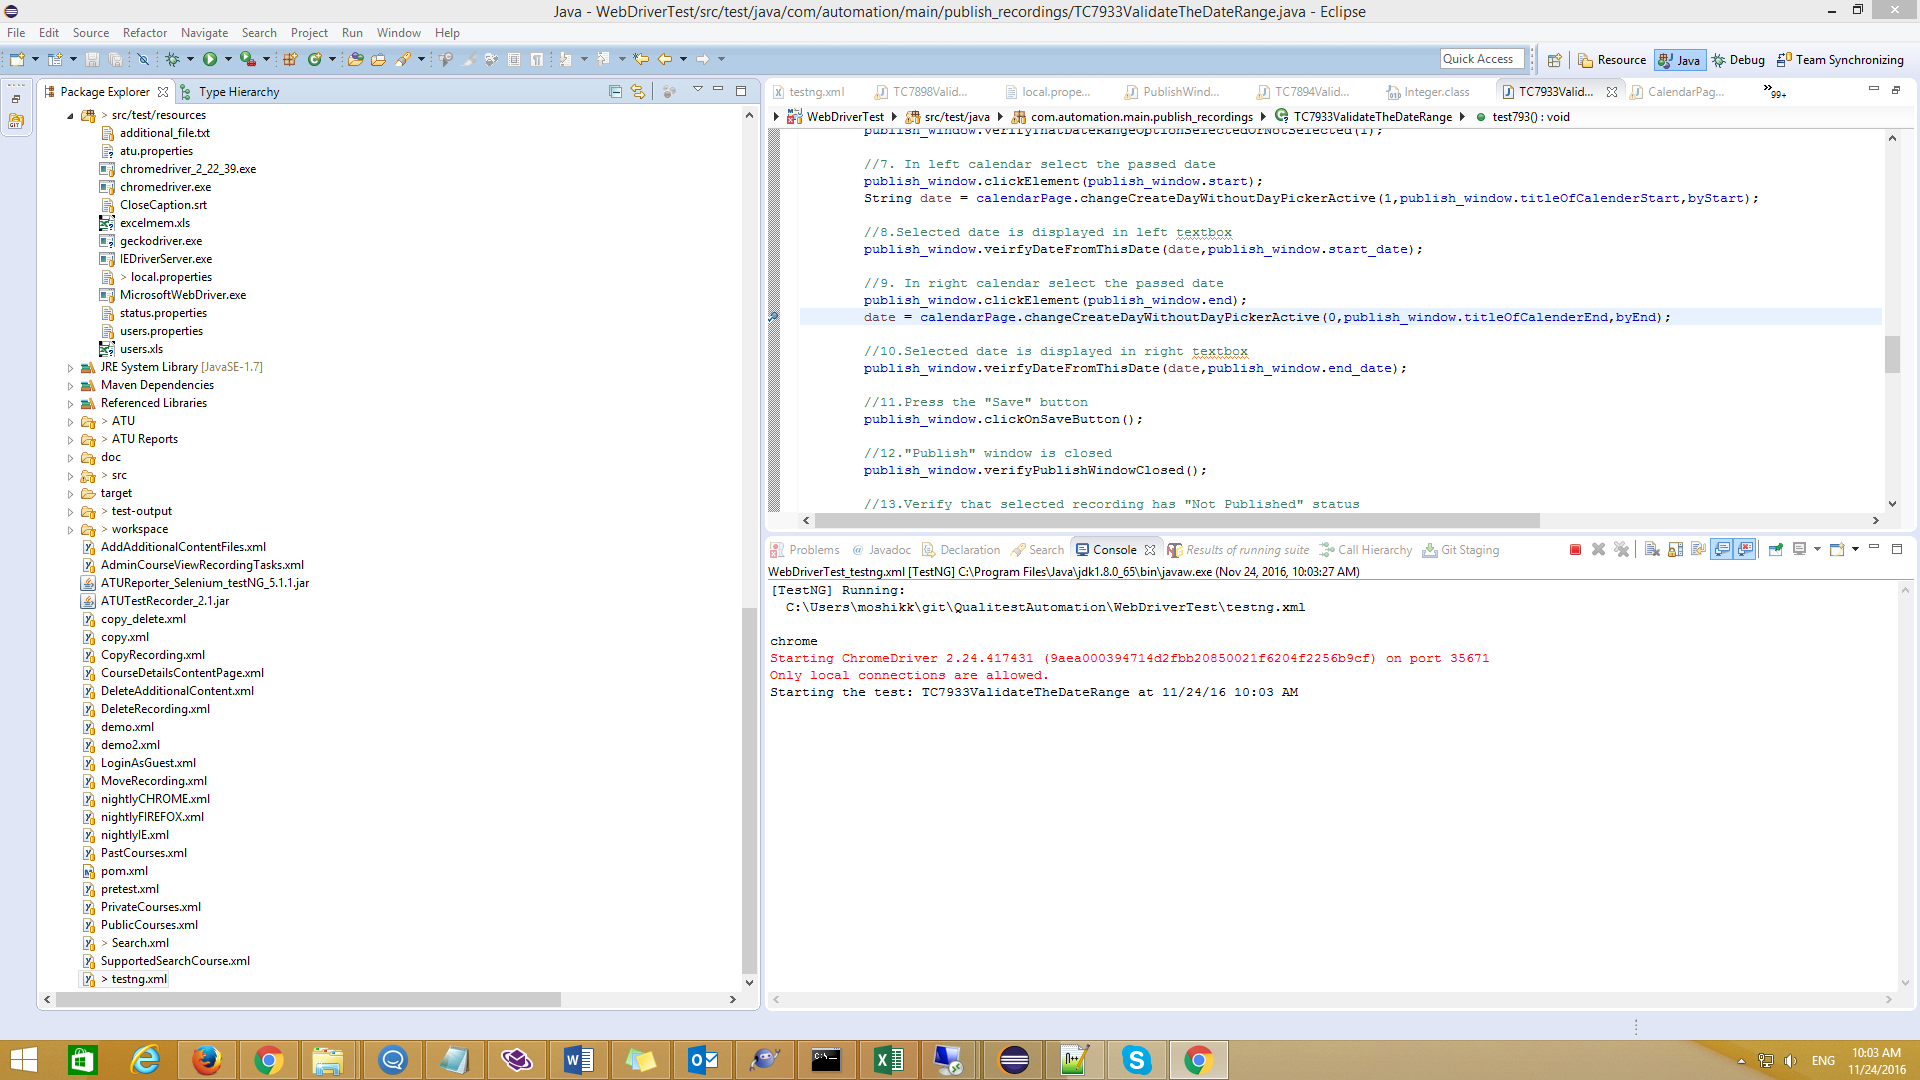 Java - WebDriverTest/src/test/java/com/automation/main/publish_recordings/TC7933ValidateTheDateRange.java - Eclipse
File Edit Source Refactor Navigate Search Project Run Window Help
Quick Access
Resource Java Debug Team Synchronizing
Package Explorer Type Hierarchy
> src/test/resources
additional_file.txt
atu.properties
chromedriver_2_22_39.exe
chromedriver.exe
CloseCaption.srt
excelmem.xls
geckodriver.exe
IEDriverServer.exe
> local.properties
MicrosoftWebDriver.exe
status.properties
users.properties
users.xls
JRE System Library [JavaSE-1.7]
Maven Dependencies
Referenced Libraries
> ATU
> ATU Reports
doc
> src
target
> test-output
> workspace
AddAdditionalContentFiles.xml
AdminCourseViewRecordingTasks.xml
ATUReporter_Selenium_testNG_5.1.1.jar
ATUTestRecorder_2.1.jar
copy_delete.xml
copy.xml
CopyRecording.xml
CourseDetailsContentPage.xml
DeleteAdditionalContent.xml
DeleteRecording.xml
demo.xml
demo2.xml
LoginAsGuest.xml
MoveRecording.xml
nightlyCHROME.xml
nightlyFIREFOX.xml
nightlyIE.xml
PastCourses.xml
pom.xml
pretest.xml
PrivateCourses.xml
PublicCourses.xml
> Search.xml
SupportedSearchCourse.xml
> testng.xml
testng.xml TC7898Valid... local.prope... PublishWind... TC7894Valid... Integer.class TC7933Valid... CalendarPag... »99+
WebDriverTest src/test/java com.automation.main.publish_recordings TC7933ValidateTheDateRange test793() : void
publish_window.verifyThatDateRangeOptionSelectedOrNotSelected(1);
//7. In left calendar select the passed date
publish_window.clickElement(publish_window.start);
String date = calendarPage.changeCreateDayWithoutDayPickerActive(1,publish_window.titleOfCalenderStart,byStart);
//8.Selected date is displayed in left textbox
publish_window.veirfyDateFromThisDate(date,publish_window.start_date);
//9. In right calendar select the passed date
publish_window.clickElement(publish_window.end);
date = calendarPage.changeCreateDayWithoutDayPickerActive(0,publish_window.titleOfCalenderEnd,byEnd);
//10.Selected date is displayed in right textbox
publish_window.veirfyDateFromThisDate(date,publish_window.end_date);
//11.Press the "Save" button
publish_window.clickOnSaveButton();
//12."Publish" window is closed
publish_window.verifyPublishWindowClosed();
//13.Verify that selected recording has "Not Published" status
Problems @ Javadoc Declaration Search Console Results of running suite Call Hierarchy Git Staging
WebDriverTest_testng.xml [TestNG] C:\Program Files\Java\jdk1.8.0_65\bin\javaw.exe (Nov 24, 2016, 10:03:27 AM)
[TestNG] Running:
C:\Users\moshikk\git\QualitestAutomation\WebDriverTest\testng.xml
chrome
Starting ChromeDriver 2.24.417431 (9aea000394714d2fbb20850021f6204f2256b9cf) on port 35671
Only local connections are allowed.
Starting the test: TC7933ValidateTheDateRange at 11/24/16 10:03 AM
ENG
10:03 AM
11/24/2016